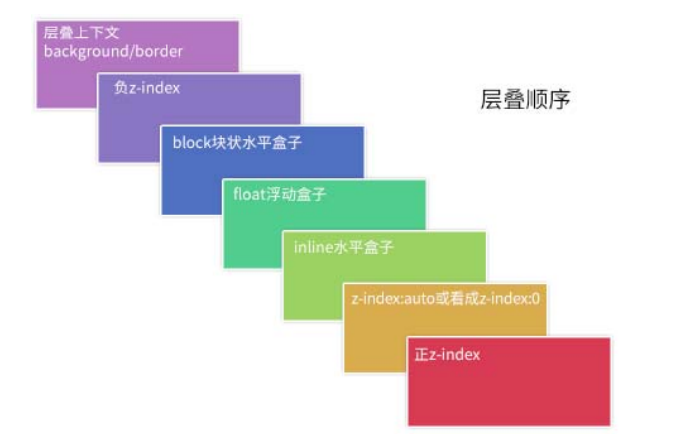 层叠上下文
background/border
负z-index
层叠顺序
block块状水平盒子
float浮动盒子
inline水平盒子
z-index:auto或看成z-index:0
正z-index